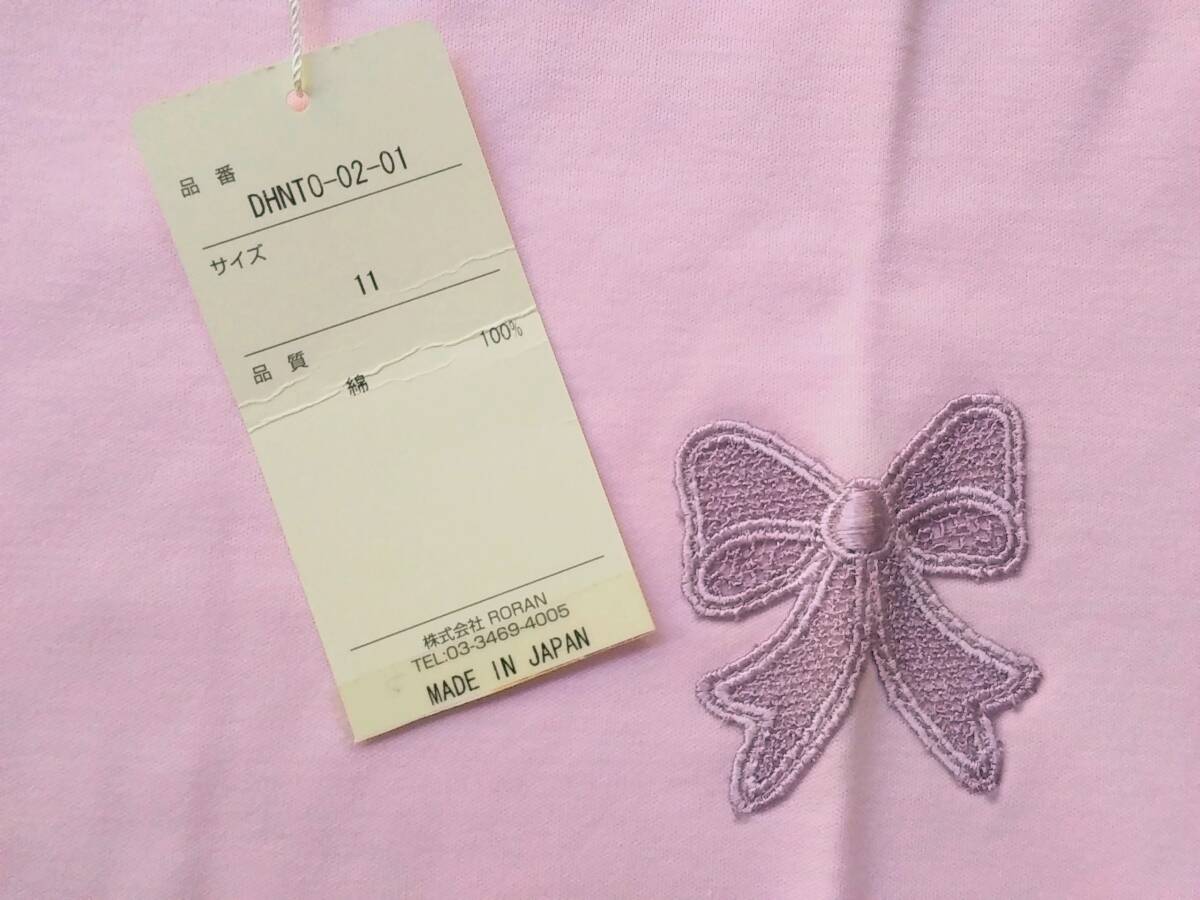 品番
DHNTO-02-01
サイズ
11
品質
綿 100%
株式会社 RORAN
TEL:03-3469-4005
MADE IN JAPAN